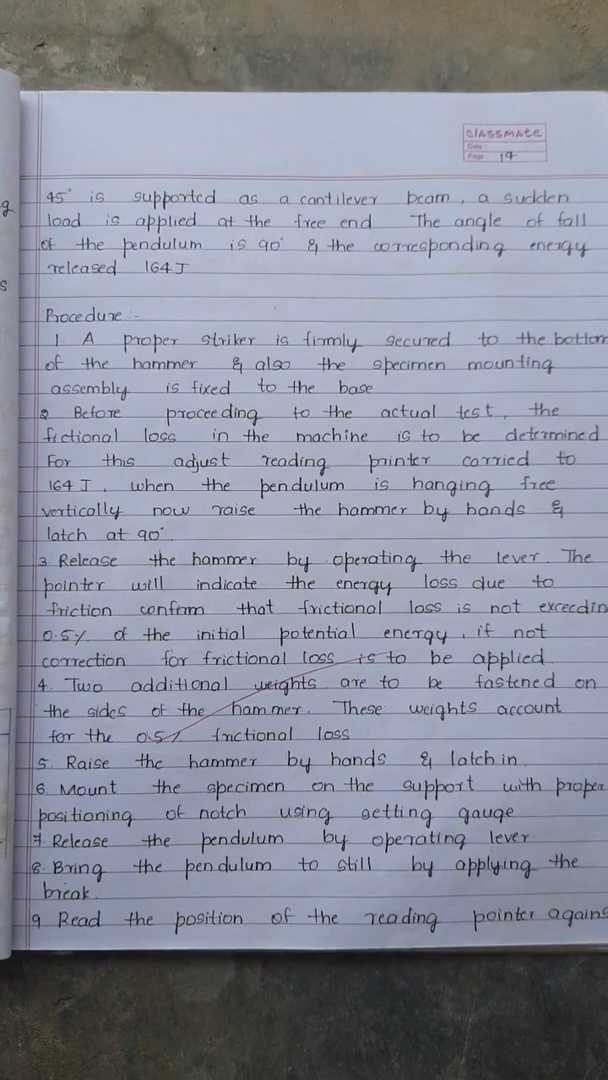 CLASSMATE
Date
Page 17
g
s
45° is supported as a cantilever beam, a sudden
load is applied at the free end The angle of fall
of the pendulum is 90° & the corresponding energy
released 164 J
Procedure :-
1. A proper striker is firmly secured to the bottom
of the hammer & also the specimen mounting
assembly is fixed to the base
2 Before proceeding to the actual test, the
fictional loss in the machine is to be determined
For this adjust reading printer carried to
164 J, when the pendulum is hanging free
vertically now raise the hammer by hands &
latch at 90°
3. Release the hammer by operating the lever. The
pointer will indicate the energy loss due to
friction confirm that frictional loss is not exceedin
0.5% of the initial potential energy, if not
correction for frictional loss is to be applied
4. Two additional weights are to be fastened on
the sides of the hammer. These weights account
for the 0.5% frictional loss
5. Raise the hammer by hands & latch in
6. Mount the specimen on the support with proper
positioning of notch using setting gauge
7. Release the pendulum by operating lever
8. Bring the pendulum to still by applying the
break.
9 Read the position of the reading pointer agains